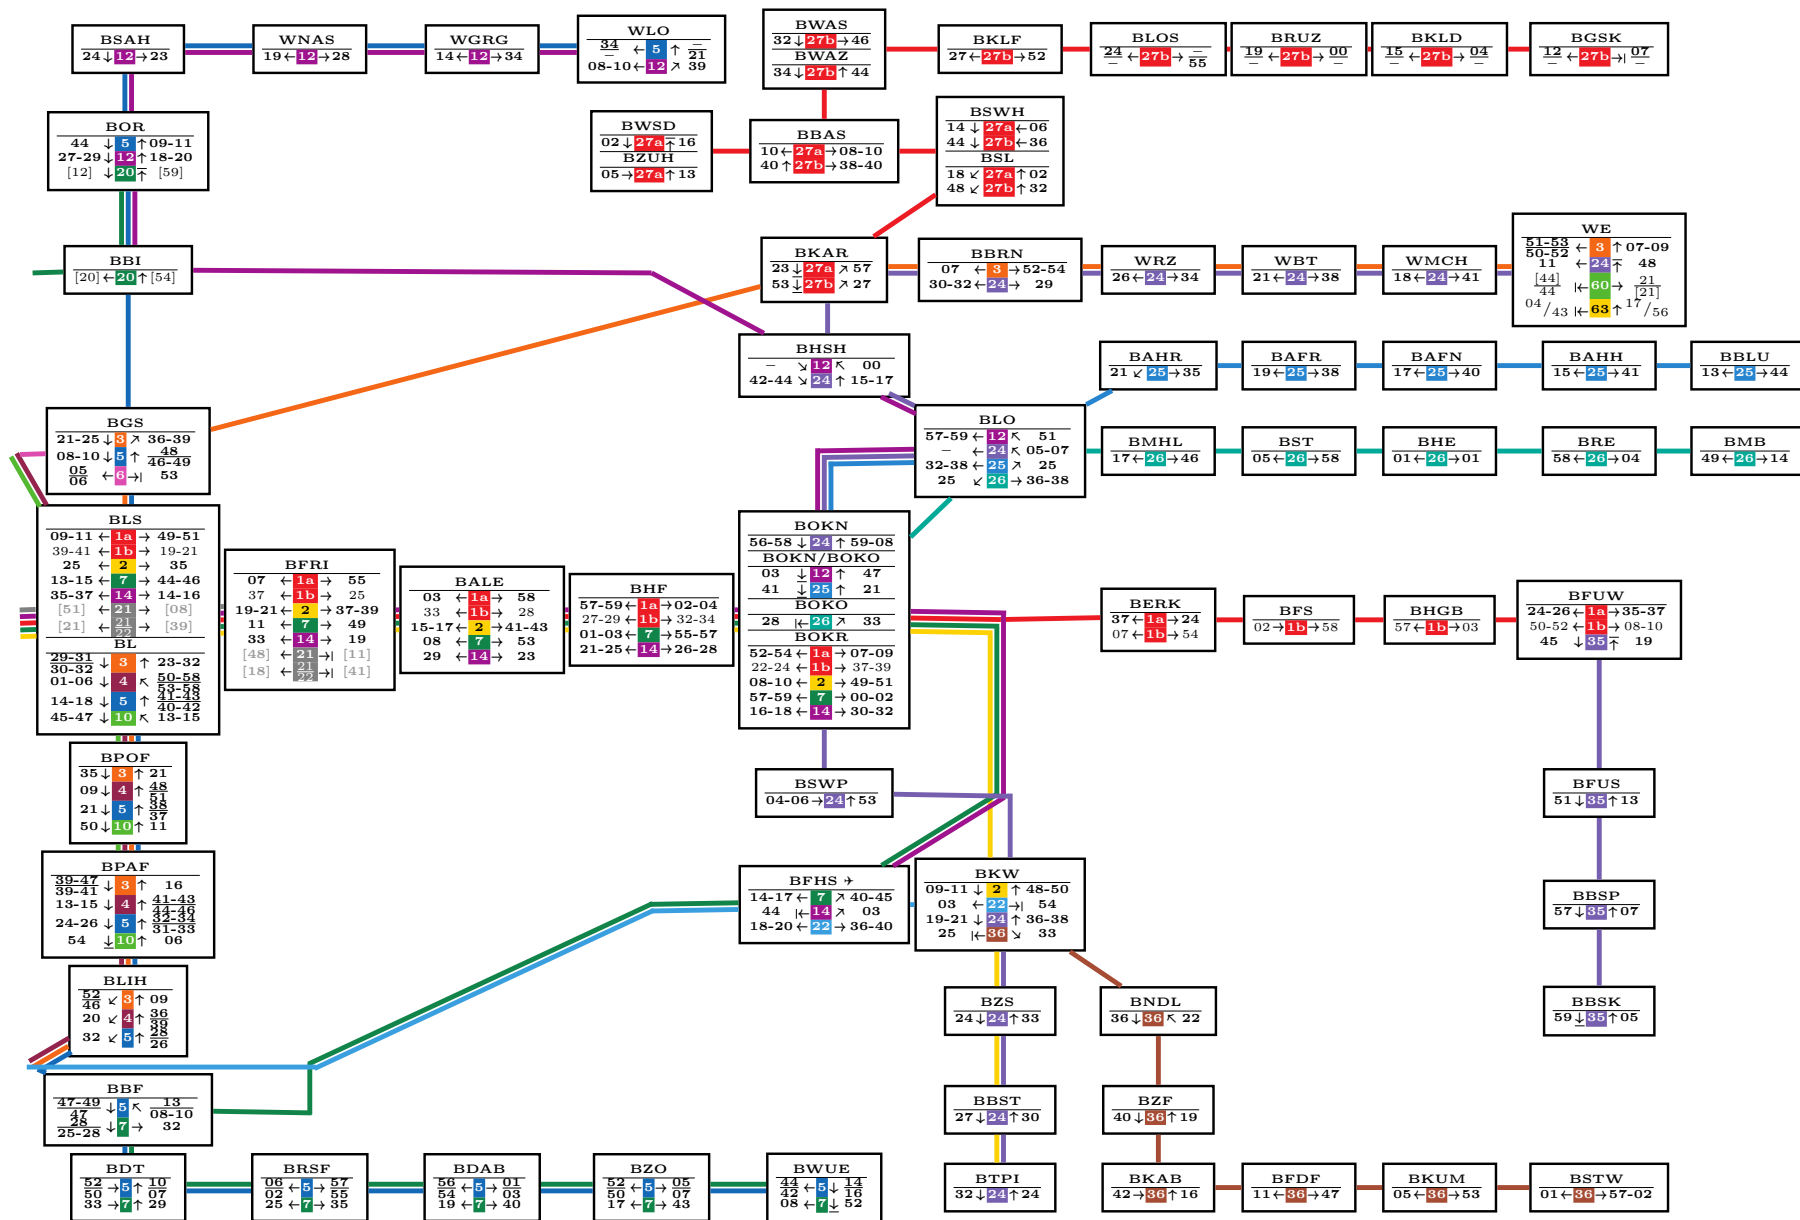 BSAH
24 ↓ 12 → 23
WNAS
19 ← 12 → 28
WGRG
14 ← 12 → 34
WLO
34/– ← 5 ↑ –/21
08-10 ← 12 ↗ 39
BWAS
32 ↓ 27b → 46
BWAZ
34 ↓ 27b ↑ 44
BKLF
27 ← 27b → 52
BLOS
24/– ← 27b → –/55
BRUZ
19/– ← 27b → 00/–
BKLD
15/– ← 27b → 04/–
BGSK
12/– ← 27b →| 07/–
BOR
44 ↓ 5 ↑ 09-11
27-29 ↓ 12 ↑ 18-20
[12] ↓ 20 ↑ [59]
BWSD
02 ↓ 27a ↑ 16
BZUH
05 → 27a ↑ 13
BBAS
10 ← 27a → 08-10
40 ↑ 27b → 38-40
BSWH
14 ↓ 27a ← 06
44 ↓ 27b ← 36
BSL
18 ↙ 27a ↑ 02
48 ↙ 27b ↑ 32
BBI
[20] ← 20 ↑ [54]
BKAR
23 ↓ 27a ↗ 57
53 ↓ 27b ↗ 27
BBRN
07 ← 3 → 52-54
30-32 ← 24 → 29
WRZ
26 ← 24 → 34
WBT
21 ← 24 → 38
WMCH
18 ← 24 → 41
WE
51-53/50-52 ← 3 ↑ 07-09
11 ← 24 ↑ 48
[44]/44 |← 60 → 21/[21]
04/43 |← 63 ↑ 17/56
BHSH
– ↘ 12 ↖ 00
42-44 ↘ 24 ↑ 15-17
BAHR
21 ↙ 25 → 35
BAFR
19 ← 25 → 38
BAFN
17 ← 25 → 40
BAHH
15 ← 25 → 41
BBLU
13 ← 25 → 44
BGS
21-25 ↓ 3 ↗ 36-39
08-10 ↓ 5 ↑ 48/46-49
05/06 ← 6 →| 53
BLO
57-59 ← 12 ↖ 51
– ← 24 ↖ 05-07
32-38 ← 25 ↗ 25
25 ↙ 26 → 36-38
BMHL
17 ← 26 → 46
BST
05 ← 26 → 58
BHE
01 ← 26 → 01
BRE
58 ← 26 → 04
BMB
49 ← 26 → 14
BLS
09-11 ← 1a → 49-51
39-41 ← 1b → 19-21
25 ← 2 → 35
13-15 ← 7 → 44-46
35-37 ← 14 → 14-16
[51] ← 21 → [08]
[21] ← 21/22 → [39]
BL
29-31/30-32 ↓ 3 ↑ 23-32
01-06 ↓ 4 ↖ 50-58/53-58
14-18 ↓ 5 ↑ 41-43/40-42
45-47 ↓ 10 ↖ 13-15
BFRI
07 ← 1a → 55
37 ← 1b → 25
19-21 ← 2 → 37-39
11 ← 7 → 49
33 ← 14 → 19
[48] ← 21 →| [11]
[18] ← 21/22 →| [41]
BALE
03 ← 1a → 58
33 ← 1b → 28
15-17 ← 2 → 41-43
08 ← 7 → 53
29 ← 14 → 23
BHF
57-59 ← 1a → 02-04
27-29 ← 1b → 32-34
01-03 ← 7 → 55-57
21-25 ← 14 → 26-28
BOKN
56-58 ↓ 24 ↑ 59-08
BOKN/BOKO
03 ↓ 12 ↑ 47
41 ↓ 25 ↑ 21
BOKO
28 |← 26 ↗ 33
BOKR
52-54 ← 1a → 07-09
22-24 ← 1b → 37-39
08-10 ← 2 → 49-51
57-59 ← 7 → 00-02
16-18 ← 14 → 30-32
BERK
37 ← 1a → 24
07 ← 1b → 54
BFS
02 → 1b → 58
BHGB
57 ← 1b → 03
BFUW
24-26 ← 1a → 35-37
50-52 ← 1b → 08-10
45 ↓ 35 ↑ 19
BPOF
35 ↓ 3 ↑ 21
09 ↓ 4 ↑ 48/51
21 ↓ 5 ↑ 38/37
50 ↓ 10 ↑ 11
BSWP
04-06 → 24 ↑ 53
BFUS
51 ↓ 35 ↑ 13
BPAF
39-47/39-41 ↓ 3 ↑ 16
13-15 ↓ 4 ↑ 41-43/44-46
24-26 ↓ 5 ↑ 32-34/31-33
54 ↓ 10 ↑ 06
BFHS ✈
14-17 ← 7 ↗ 40-45
44 |← 14 ↗ 03
18-20 ← 22 → 36-40
BKW
09-11 ↓ 2 ↑ 48-50
03 ← 22 →| 54
19-21 ↓ 24 ↑ 36-38
25 |← 36 ↘ 33
BBSP
57 ↓ 35 ↑ 07
BLIH
52/46 ↙ 3 ↑ 09
20 ↙ 4 ↑ 36/39
32 ↙ 5 ↑ 28/26
BZS
24 ↓ 24 ↑ 33
BNDL
36 ↓ 36 ↖ 22
BBSK
59 ↓ 35 ↑ 05
BBF
47-49/47 ↓ 5 ↖ 13/08-10
28/25-28 ↓ 7 → 32
BBST
27 ↓ 24 ↑ 30
BZF
40 ↓ 36 ↑ 19
BDT
52/50 → 5 ↑ 10/07
33 → 7 ↑ 29
BRSF
06/02 ← 5 → 57/55
25 ← 7 → 35
BDAB
56/54 ← 5 → 01/03
19 ← 7 → 40
BZO
52/50 ← 5 → 05/07
17 ← 7 → 43
BWUE
44/42 ← 5 ↓ 14/16
08 ← 7 ↓ 52
BTPI
32 ↓ 24 ↑ 24
BKAB
42 → 36 ↑ 16
BFDF
11 ← 36 → 47
BKUM
05 ← 36 → 53
BSTW
01 ← 36 → 57-02